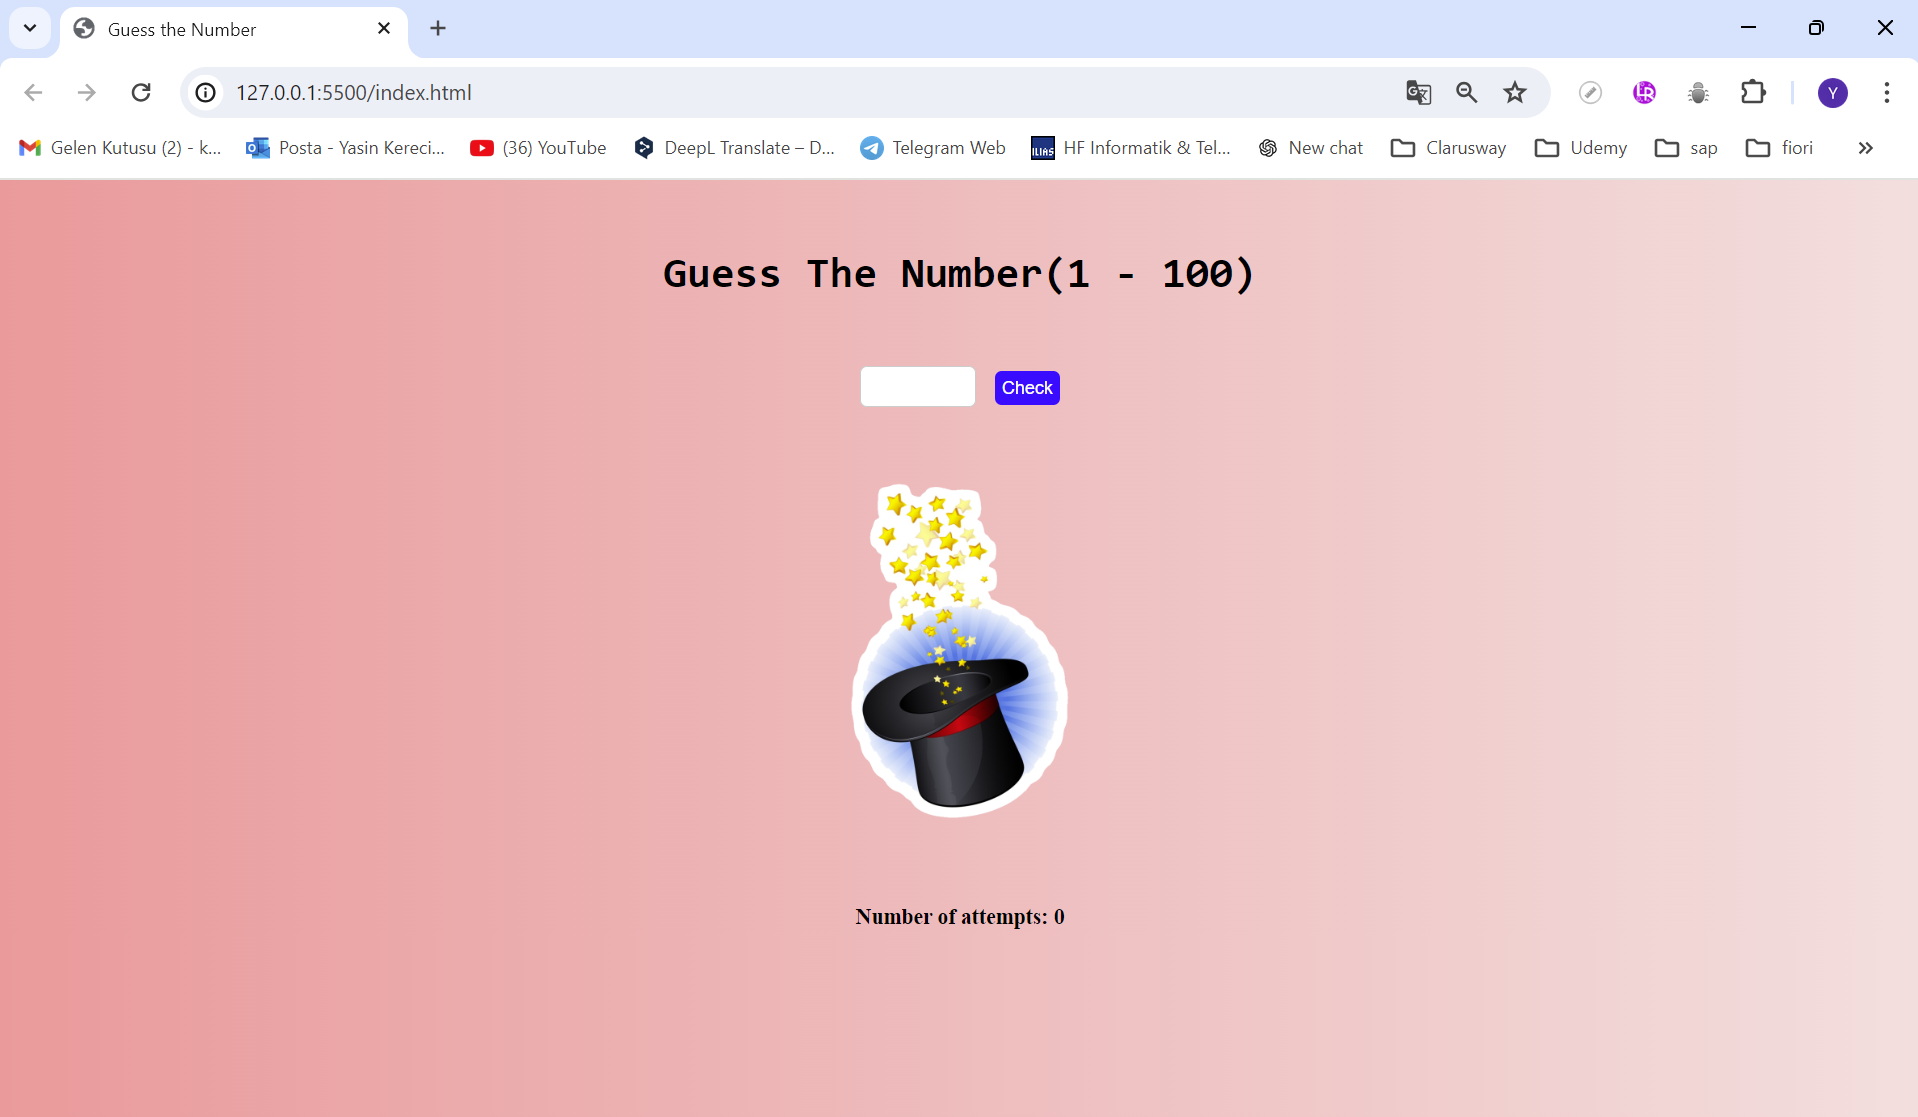 Guess the Number
127.0.0.1:5500/index.html
Y
Gelen Kutusu (2) - k... Posta - Yasin Kereci... (36) YouTube DeepL Translate – D... Telegram Web ILIAS HF Informatik & Tel... New chat Clarusway Udemy sap fiori
Guess The Number(1 - 100)
Check
Number of attempts: 0